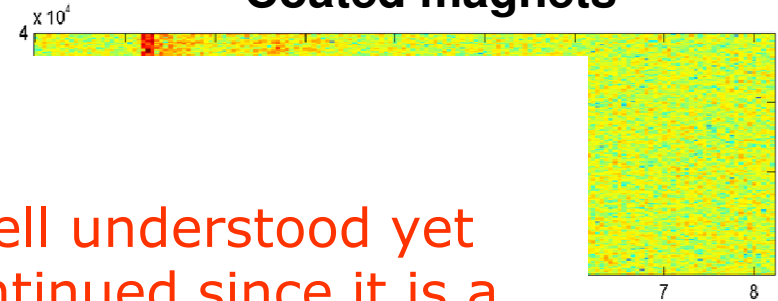 Coated magnets
x 10⁴
4
ell understood yet
ntinued since it is a
7 8